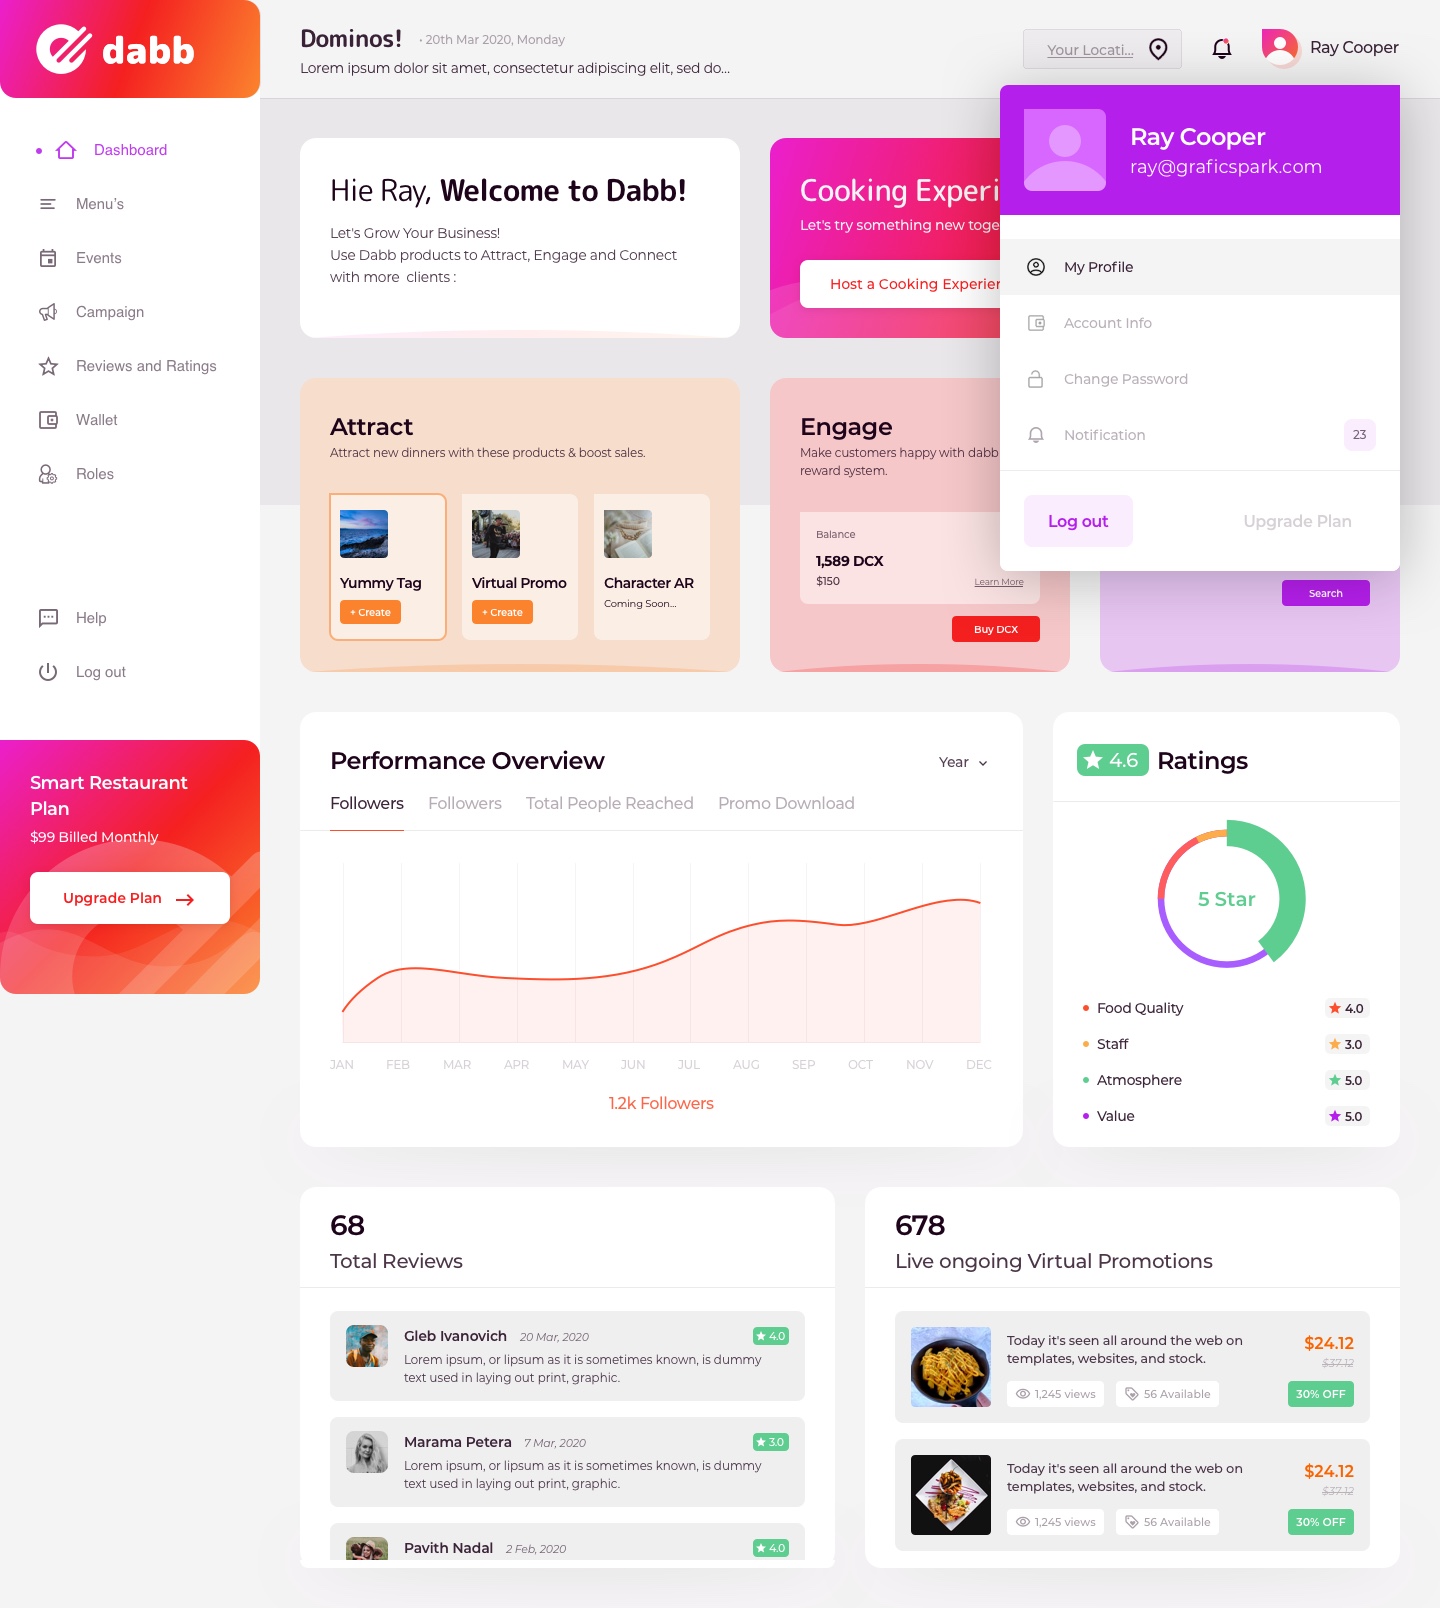 dabb
Dashboard
Menu's
Events
Campaign
Reviews and Ratings
Wallet
Roles
Help
Log out
Smart Restaurant
Plan
$99 Billed Monthly
Upgrade Plan
Dominos!
• 20th Mar 2020, Monday
Lorem ipsum dolor sit amet, consectetur adipiscing elit, sed do...
Your Locati...
Ray Cooper
Ray Cooper
ray@graficspark.com
My Profile
Account Info
Change Password
Notification
23
Log out
Upgrade Plan
Hie Ray, Welcome to Dabb!
Let's Grow Your Business!
Use Dabb products to Attract, Engage and Connect
with more clients :
Cooking Experi
Let's try something new toge
Host a Cooking Experien
Attract
Attract new dinners with these products & boost sales.
Yummy Tag
+ Create
Virtual Promo
+ Create
Character AR
Coming Soon...
Engage
Make customers happy with dabb
reward system.
Balance
1,589 DCX
$150
Learn More
Buy DCX
Search
Performance Overview
Year
Followers
Followers
Total People Reached
Promo Download
JAN
FEB
MAR
APR
MAY
JUN
JUL
AUG
SEP
OCT
NOV
DEC
1.2k Followers
4.6
Ratings
5 Star
Food Quality
4.0
Staff
3.0
Atmosphere
5.0
Value
5.0
68
Total Reviews
Gleb Ivanovich
20 Mar, 2020
4.0
Lorem ipsum, or lipsum as it is sometimes known, is dummy
text used in laying out print, graphic.
Marama Petera
7 Mar, 2020
3.0
Lorem ipsum, or lipsum as it is sometimes known, is dummy
text used in laying out print, graphic.
Pavith Nadal
2 Feb, 2020
4.0
678
Live ongoing Virtual Promotions
Today it's seen all around the web on
templates, websites, and stock.
$24.12
$37.12
1,245 views
56 Available
30% OFF
Today it's seen all around the web on
templates, websites, and stock.
$24.12
$37.12
1,245 views
56 Available
30% OFF